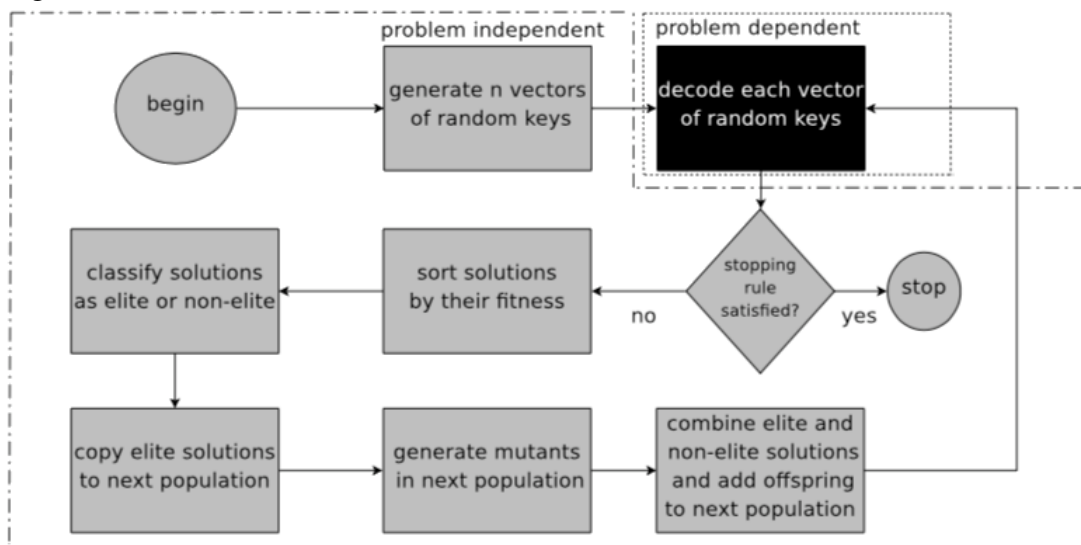 problem independent
problem dependent
begin
generate n vectors
of random keys
decode each vector
of random keys
classify solutions
as elite or non-elite
sort solutions
by their fitness
stopping
rule
satisfied?
stop
no
yes
copy elite solutions
to next population
generate mutants
in next population
combine elite and
non-elite solutions
and add offspring
to next population